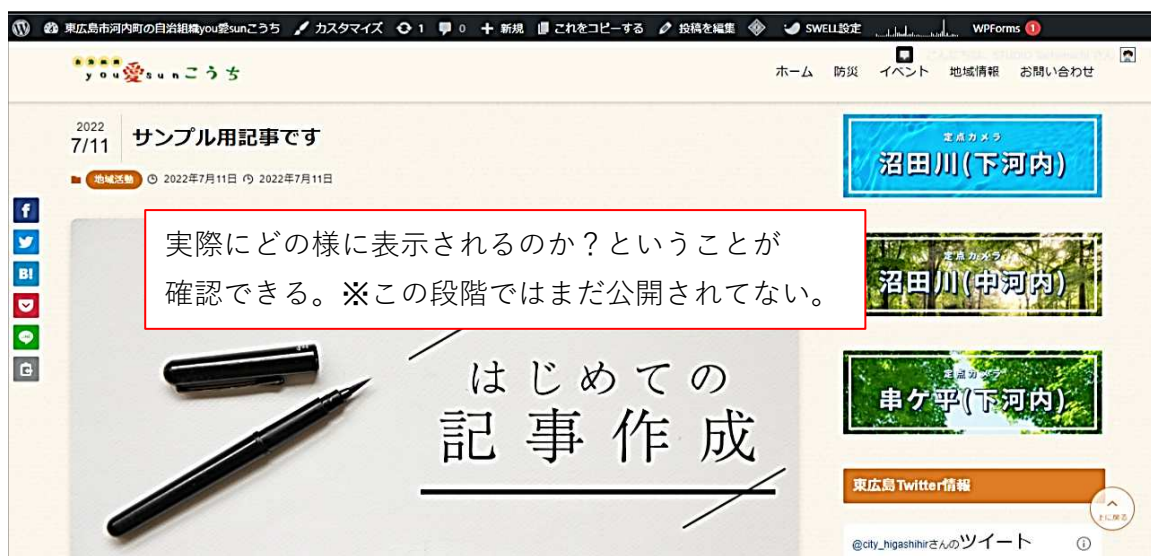 東広島市河内町の自治組織you愛sunこうち カスタマイズ 1 0 新規 これをコピーする 投稿を編集 SWELL設定 WPForms 1
you愛sunこうち
ホーム 防災 イベント 地域情報 お問い合わせ
2022
7/11
サンプル用記事です
地域活動 2022年7月11日 2022年7月11日
実際にどの様に表示されるのか？ということが
確認できる。※この段階ではまだ公開されてない。
はじめての
記事作成
定点カメラ
沼田川(下河内)
定点カメラ
沼田川(中河内)
定点カメラ
串ケ平(下河内)
東広島Twitter情報
上に戻る
@city_higashihirさんのツイート